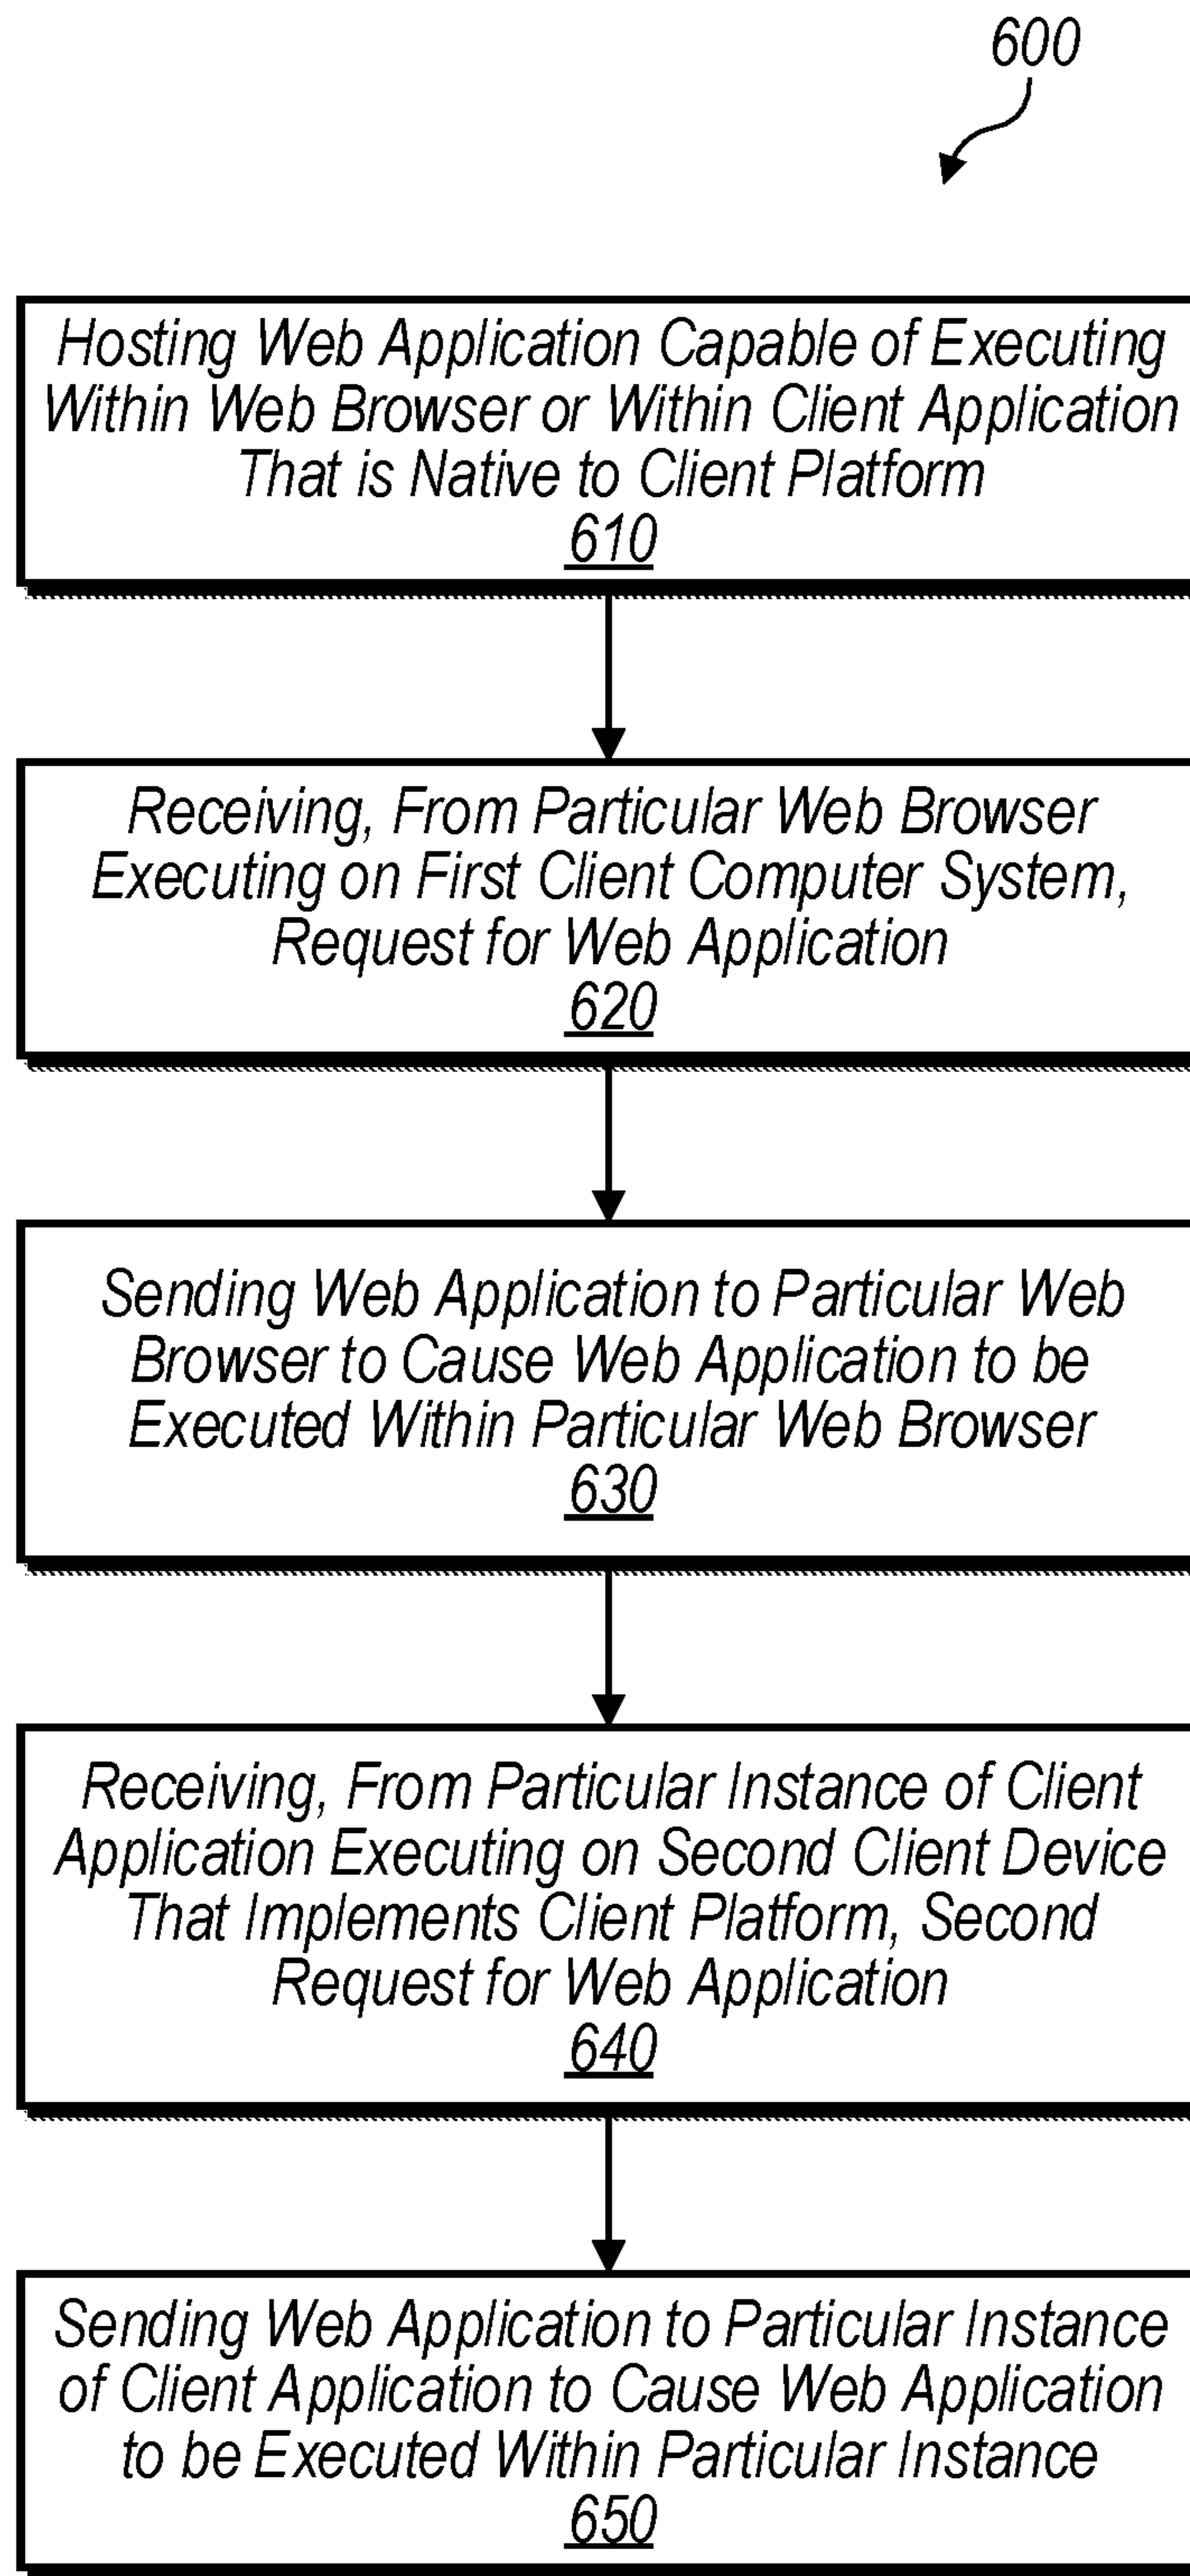 600
Hosting Web Application Capable of Executing
Within Web Browser or Within Client Application
That is Native to Client Platform
610
Receiving, From Particular Web Browser
Executing on First Client Computer System,
Request for Web Application
620
Sending Web Application to Particular Web
Browser to Cause Web Application to be
Executed Within Particular Web Browser
630
Receiving, From Particular Instance of Client
Application Executing on Second Client Device
That Implements Client Platform, Second
Request for Web Application
640
Sending Web Application to Particular Instance
of Client Application to Cause Web Application
to be Executed Within Particular Instance
650